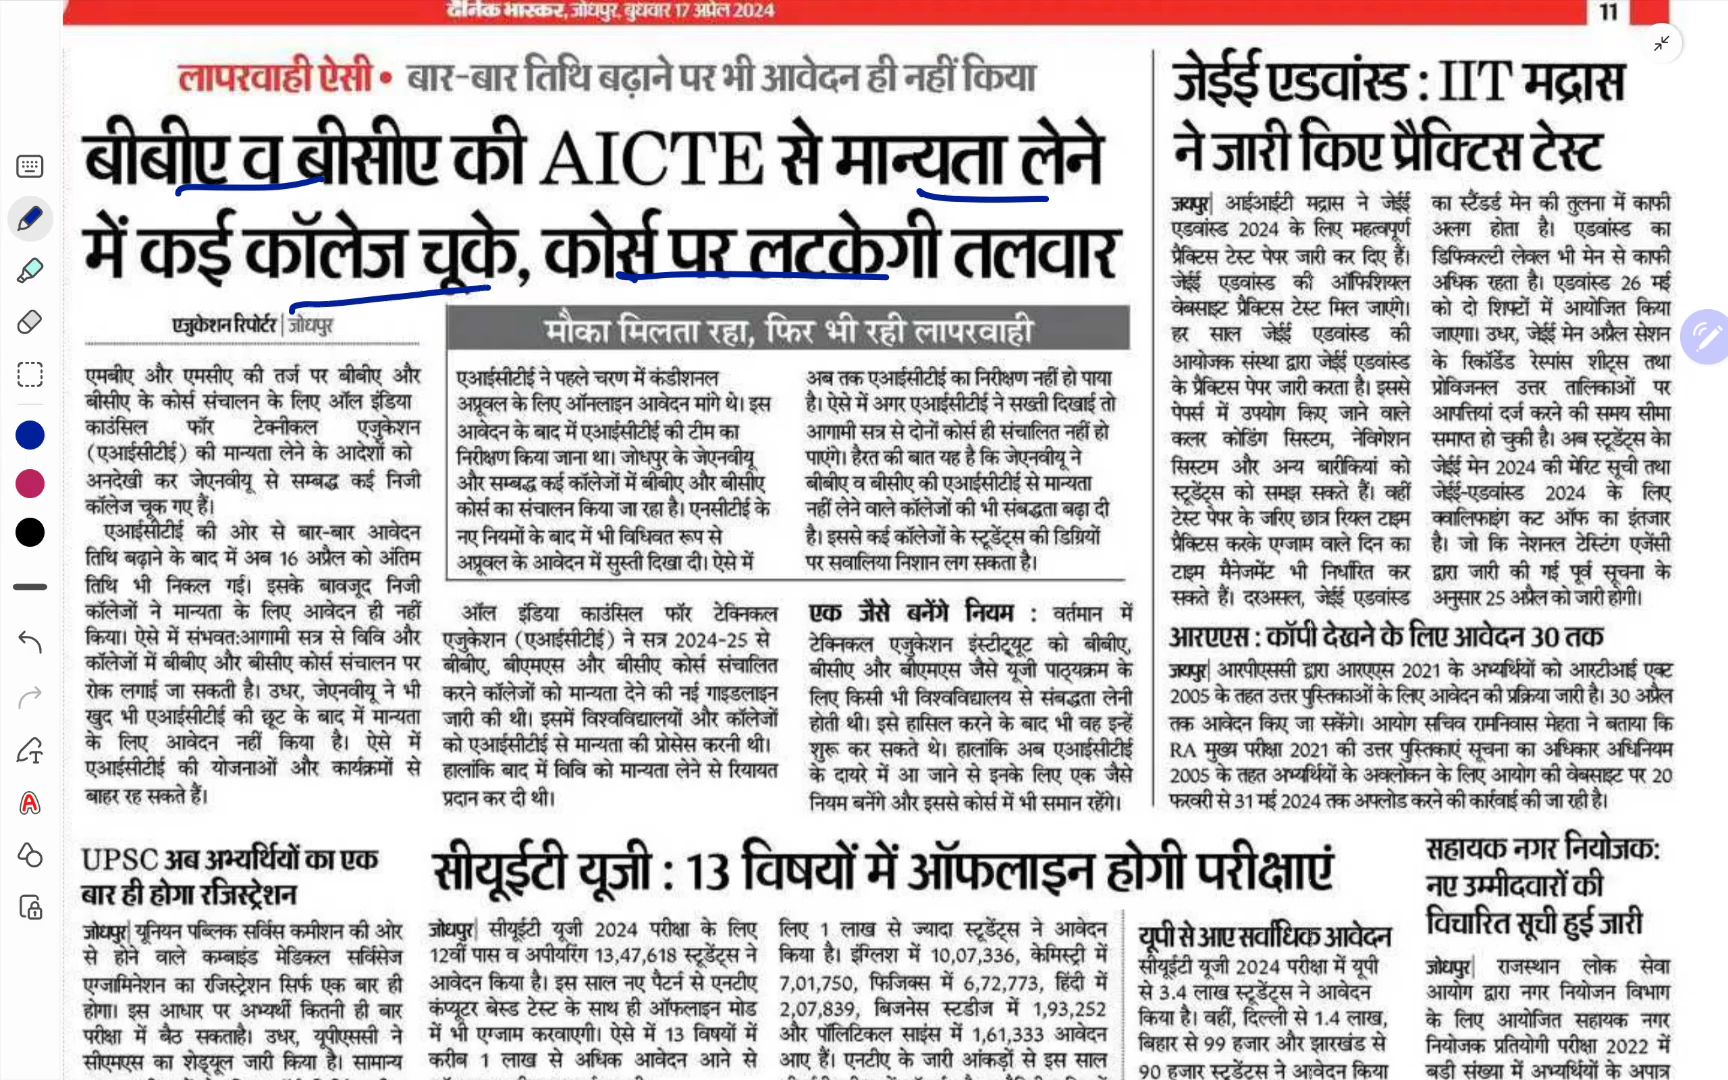 दैनिक भास्कर, जोधपुर, बुधवार 17 अप्रैल 2024
11
लापरवाही ऐसी • बार-बार तिथि बढ़ाने पर भी आवेदन ही नहीं किया
बीबीए व बीसीए की AICTE से मान्यता लेने
में कई कॉलेज चूके, कोर्स पर लटकेगी तलवार
एजुकेशन रिपोर्टर | जोधपुर
एमबीए और एमसीए की तर्ज पर बीबीए और
बीसीए के कोर्स संचालन के लिए ऑल इंडिया
काउंसिल फॉर टेक्नीकल एजुकेशन
(एआईसीटीई) की मान्यता लेने के आदेशों को
अनदेखी कर जेएनवीयू से सम्बद्ध कई निजी
कॉलेज चूक गए हैं।
एआईसीटीई की ओर से बार-बार आवेदन
तिथि बढ़ाने के बाद में अब 16 अप्रैल को अंतिम
तिथि भी निकल गई। इसके बावजूद निजी
कॉलेजों ने मान्यता के लिए आवेदन ही नहीं
किया। ऐसे में संभवत:आगामी सत्र से विवि और
कॉलेजों में बीबीए और बीसीए कोर्स संचालन पर
रोक लगाई जा सकती है। उधर, जेएनवीयू ने भी
खुद भी एआईसीटीई की छूट के बाद में मान्यता
के लिए आवेदन नहीं किया है। ऐसे में
एआईसीटीई की योजनाओं और कार्यक्रमों से
बाहर रह सकते हैं।
मौका मिलता रहा, फिर भी रही लापरवाही
एआईसीटीई ने पहले चरण में कंडीशनल
अप्रूवल के लिए ऑनलाइन आवेदन मांगे थे। इस
आवेदन के बाद में एआईसीटीई की टीम का
निरीक्षण किया जाना था। जोधपुर के जेएनवीयू
और सम्बद्ध कई कॉलेजों में बीबीए और बीसीए
कोर्स का संचालन किया जा रहा है। एनसीटीई के
नए नियमों के बाद में भी विधिवत रूप से
अप्रूवल के आवेदन में सुस्ती दिखा दी। ऐसे में
अब तक एआईसीटीई का निरीक्षण नहीं हो पाया
है। ऐसे में अगर एआईसीटीई ने सख्ती दिखाई तो
आगामी सत्र से दोनों कोर्स ही संचालित नहीं हो
पाएंगे। हैरत की बात यह है कि जेएनवीयू ने
बीबीए व बीसीए की एआईसीटीई से मान्यता
नहीं लेने वाले कॉलेजों की भी संबद्धता बढ़ा दी
है। इससे कई कॉलेजों के स्टूडेंट्स की डिग्रियों
पर सवालिया निशान लग सकता है।
ऑल इंडिया काउंसिल फॉर टेक्निकल
एजुकेशन (एआईसीटीई) ने सत्र 2024-25 से
बीबीए, बीएमएस और बीसीए कोर्स संचालित
करने कॉलेजों को मान्यता देने की नई गाइडलाइन
जारी की थी। इसमें विश्वविद्यालयों और कॉलेजों
को एआईसीटीई से मान्यता की प्रोसेस करनी थी।
हालांकि बाद में विवि को मान्यता लेने से रियायत
प्रदान कर दी थी।
एक जैसे बनेंगे नियम : वर्तमान में
टेक्निकल एजुकेशन इंस्टीट्यूट को बीबीए,
बीसीए और बीएमएस जैसे यूजी पाठ्यक्रम के
लिए किसी भी विश्वविद्यालय से संबद्धता लेनी
होती थी। इसे हासिल करने के बाद भी वह इन्हें
शुरू कर सकते थे। हालांकि अब एआईसीटीई
के दायरे में आ जाने से इनके लिए एक जैसे
नियम बनेंगे और इससे कोर्स में भी समान रहेंगे।
जेईई एडवांस्ड : IIT मद्रास
ने जारी किए प्रैक्टिस टेस्ट
जयपुर| आईआईटी मद्रास ने जेईई
एडवांस्ड 2024 के लिए महत्वपूर्ण
प्रैक्टिस टेस्ट पेपर जारी कर दिए हैं।
जेईई एडवांस्ड की ऑफिशियल
वेबसाइट प्रैक्टिस टेस्ट मिल जाएंगे।
हर साल जेईई एडवांस्ड की
आयोजक संस्था द्वारा जेईई एडवांस्ड
के प्रैक्टिस पेपर जारी करता है। इससे
पेपर्स में उपयोग किए जाने वाले
कलर कोडिंग सिस्टम, नेविगेशन
सिस्टम और अन्य बारीकियां को
स्टूडेंट्स को समझ सकते हैं। वहीं
टेस्ट पेपर के जरिए छात्र रियल टाइम
प्रैक्टिस करके एग्जाम वाले दिन का
टाइम मैनेजमेंट भी निर्धारित कर
सकते हैं। दरअसल, जेईई एडवांस्ड
का स्टैंडर्ड मेन की तुलना में काफी
अलग होता है। एडवांस्ड का
डिफिकल्टी लेवल भी मेन से काफी
अधिक रहता है। एडवांस्ड 26 मई
को दो शिफ्टों में आयोजित किया
जाएगा। उधर, जेईई मेन अप्रैल सेशन
के रिकॉर्डेड रेस्पांस शीट्स तथा
प्रोविजनल उत्तर तालिकाओं पर
आपत्तियां दर्ज करने की समय सीमा
समाप्त हो चुकी है। अब स्टूडेंट्स को
जेईई मेन 2024 की मेरिट सूची तथा
जेईई-एडवांस्ड 2024 के लिए
क्वालिफाइंग कट ऑफ का इंतजार
है। जो कि नेशनल टेस्टिंग एजेंसी
द्वारा जारी की गई पूर्व सूचना के
अनुसार 25 अप्रैल को जारी होगी।
आरएएस : कॉपी देखने के लिए आवेदन 30 तक
जयपुर| आरपीएससी द्वारा आरएएस 2021 के अभ्यर्थियों को आरटीआई एक्ट
2005 के तहत उत्तर पुस्तिकाओं के लिए आवेदन की प्रक्रिया जारी है। 30 अप्रैल
तक आवेदन किए जा सकेंगे। आयोग सचिव रामनिवास मेहता ने बताया कि
RA मुख्य परीक्षा 2021 की उत्तर पुस्तिकाएं सूचना का अधिकार अधिनियम
2005 के तहत अभ्यर्थियों के अवलोकन के लिए आयोग की वेबसाइट पर 20
फरवरी से 31 मई 2024 तक अपलोड करने की कार्रवाई की जा रही है।
UPSC अब अभ्यर्थियों का एक
बार ही होगा रजिस्ट्रेशन
जोधपुर| यूनियन पब्लिक सर्विस कमीशन की ओर
से होने वाले कम्बाइंड मेडिकल सर्विसेज
एग्जामिनेशन का रजिस्ट्रेशन सिर्फ एक बार ही
होगा। इस आधार पर अभ्यर्थी कितनी ही बार
परीक्षा में बैठ सकताहै। उधर, यूपीएससी ने
सीएमएस का शेड्यूल जारी किया है। सामान्य
सीयूईटी यूजी : 13 विषयों में ऑफलाइन होगी परीक्षाएं
जोधपुर| सीयूईटी यूजी 2024 परीक्षा के लिए
12वीं पास व अपीयरिंग 13,47,618 स्टूडेंट्स ने
आवेदन किया है। इस साल नए पैटर्न से एनटीए
कंप्यूटर बेस्ड टेस्ट के साथ ही ऑफलाइन मोड
में भी एग्जाम करवाएगी। ऐसे में 13 विषयों में
करीब 1 लाख से अधिक आवेदन आने से
लिए 1 लाख से ज्यादा स्टूडेंट्स ने आवेदन
किया है। इंग्लिश में 10,07,336, केमिस्ट्री में
7,01,750, फिजिक्स में 6,72,773, हिंदी में
2,07,839, बिजनेस स्टडीज में 1,93,252
और पॉलिटिकल साइंस में 1,61,333 आवेदन
आए हैं। एनटीए के जारी आंकड़ों से इस साल
यूपी से आए सर्वाधिक आवेदन
सीयूईटी यूजी 2024 परीक्षा में यूपी
से 3.4 लाख स्टूडेंट्स ने आवेदन
किया है। वहीं, दिल्ली से 1.4 लाख,
बिहार से 99 हजार और झारखंड से
90 हजार स्टूडेंट्स ने आवेदन किया
सहायक नगर नियोजक:
नए उम्मीदवारों की
विचारित सूची हुई जारी
जोधपुर| राजस्थान लोक सेवा
आयोग द्वारा नगर नियोजन विभाग
के लिए आयोजित सहायक नगर
नियोजक प्रतियोगी परीक्षा 2022 में
बड़ी संख्या में अभ्यर्थियों के अपात्र